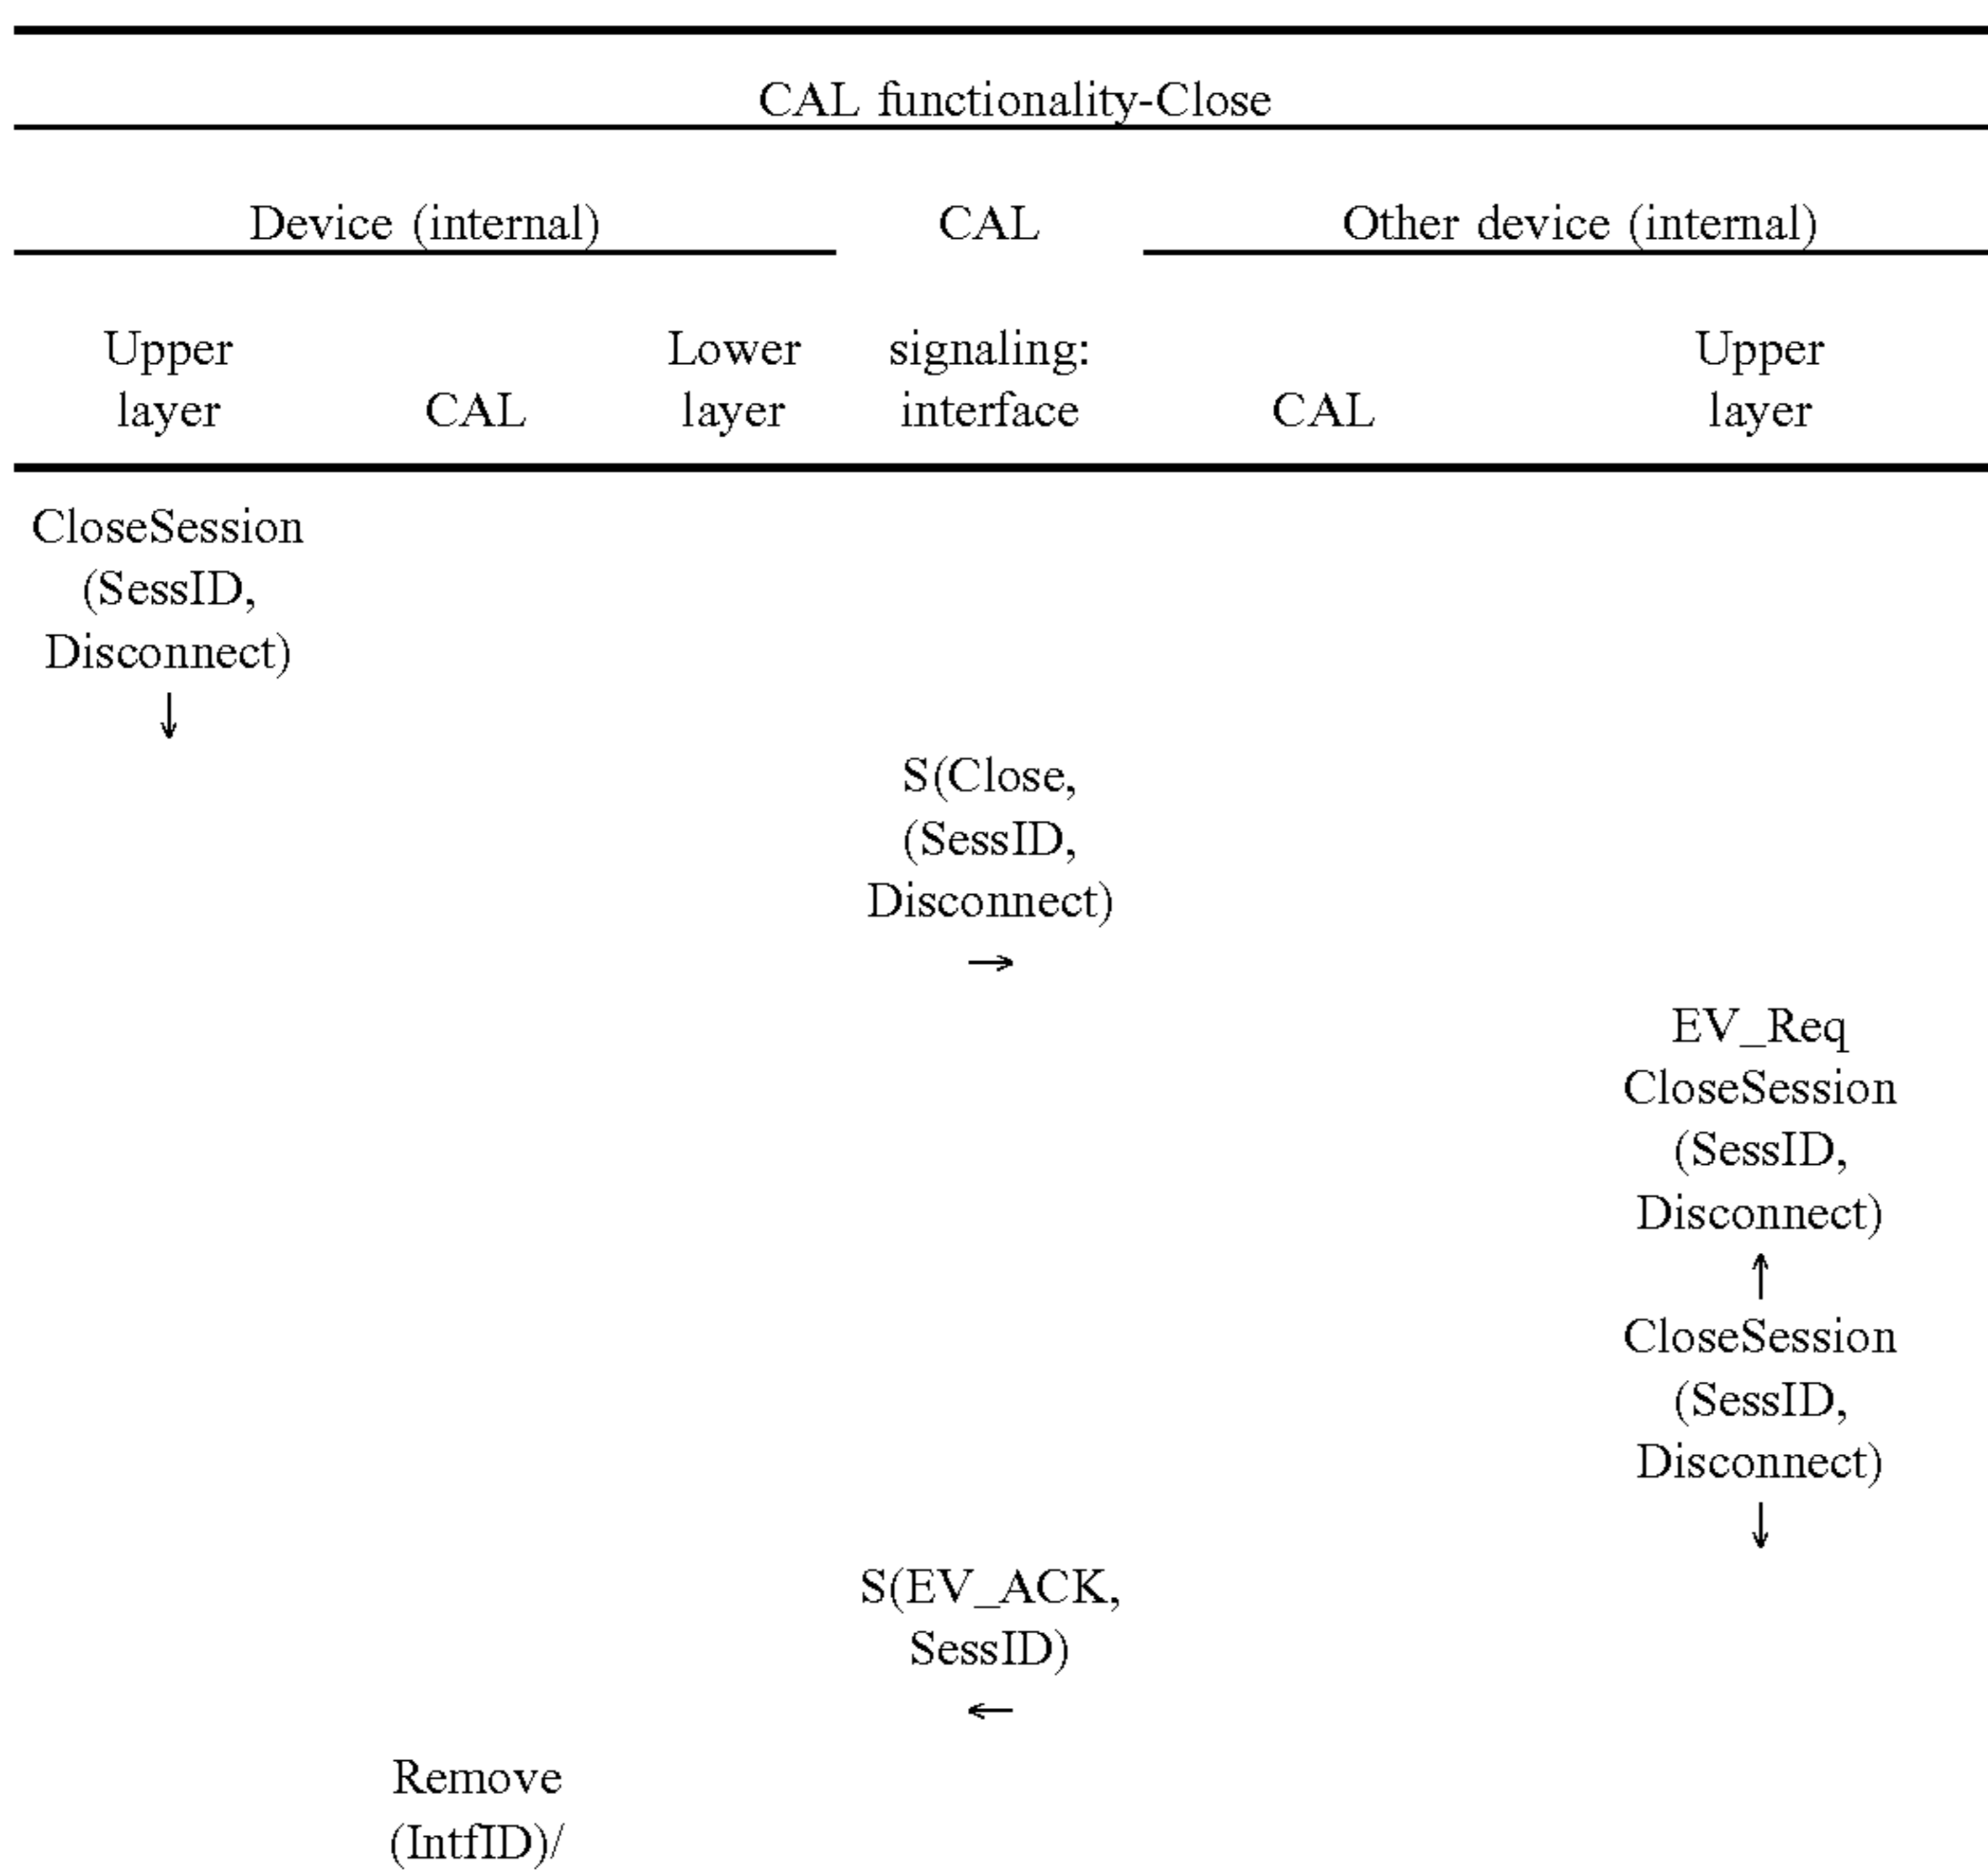 CAL functionality-Close
Device (internal) CAL Other device (internal)
Upper Lower signaling: Upper
layer CAL layer interface CAL layer
CloseSession
(SessID,
Disconnect)
↓
S(Close,
(SessID,
Disconnect)
→
EV_Req
CloseSession
(SessID,
Disconnect)
↑
CloseSession
(SessID,
Disconnect)
↓
S(EV_ACK,
SessID)
←
Remove
(IntfID)/